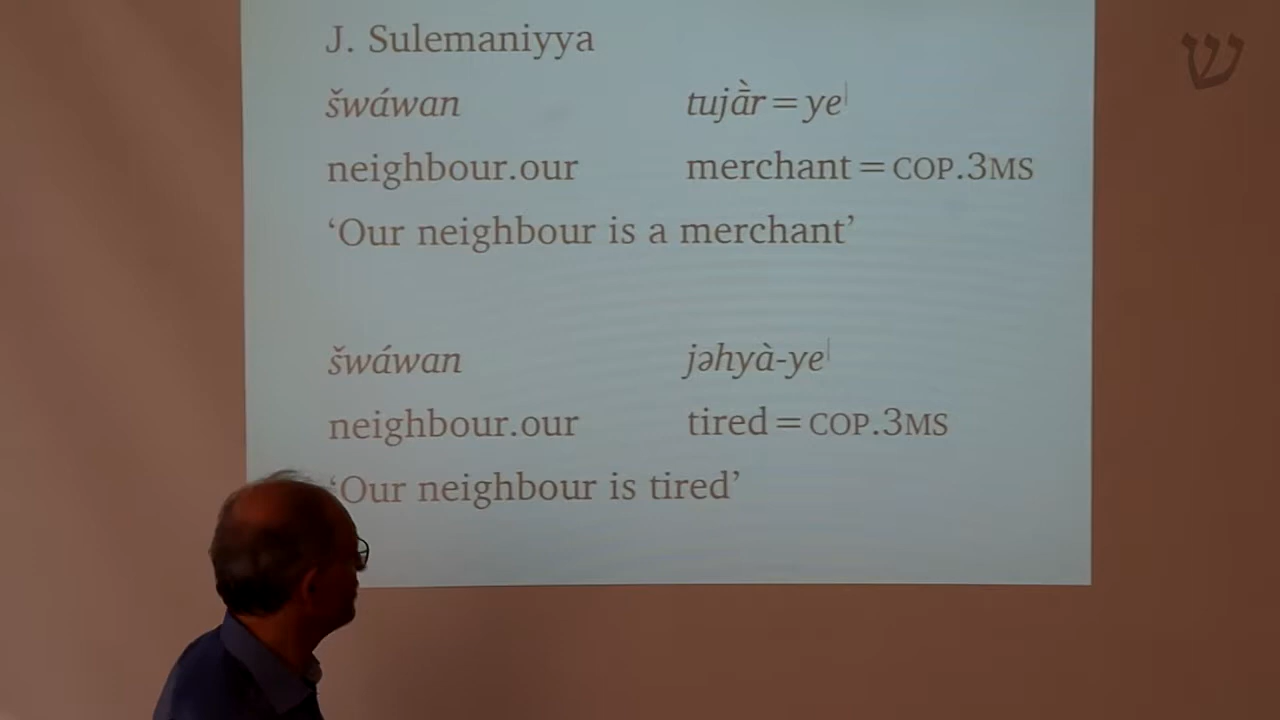 J. Sulemaniyya
šwáwan tujā̀r=ye|
neighbour.our merchant=COP.3MS
‘Our neighbour is a merchant’
šwáwan jəhyà-ye|
neighbour.our tired=COP.3MS
‘Our neighbour is tired’
ש